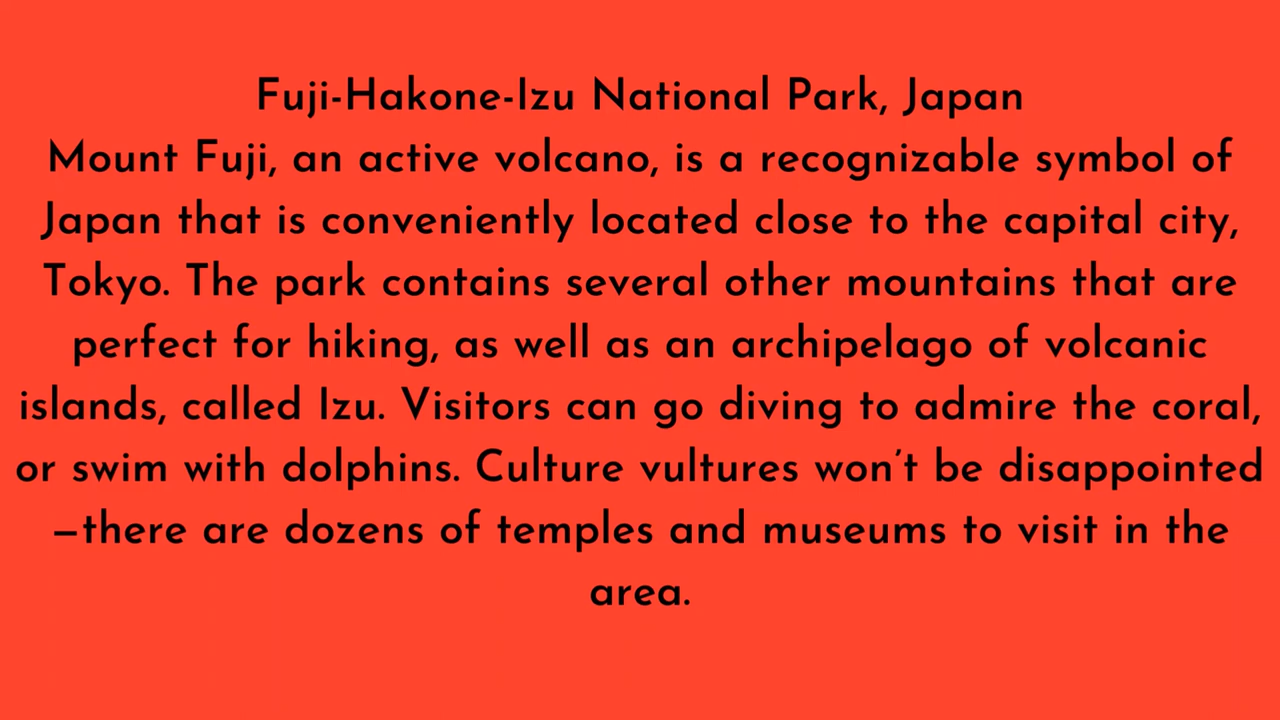 Fuji-Hakone-Izu National Park, Japan
Mount Fuji, an active volcano, is a recognizable symbol of
Japan that is conveniently located close to the capital city,
Tokyo. The park contains several other mountains that are
perfect for hiking, as well as an archipelago of volcanic
islands, called Izu. Visitors can go diving to admire the coral,
or swim with dolphins. Culture vultures won’t be disappointed
—there are dozens of temples and museums to visit in the
area.